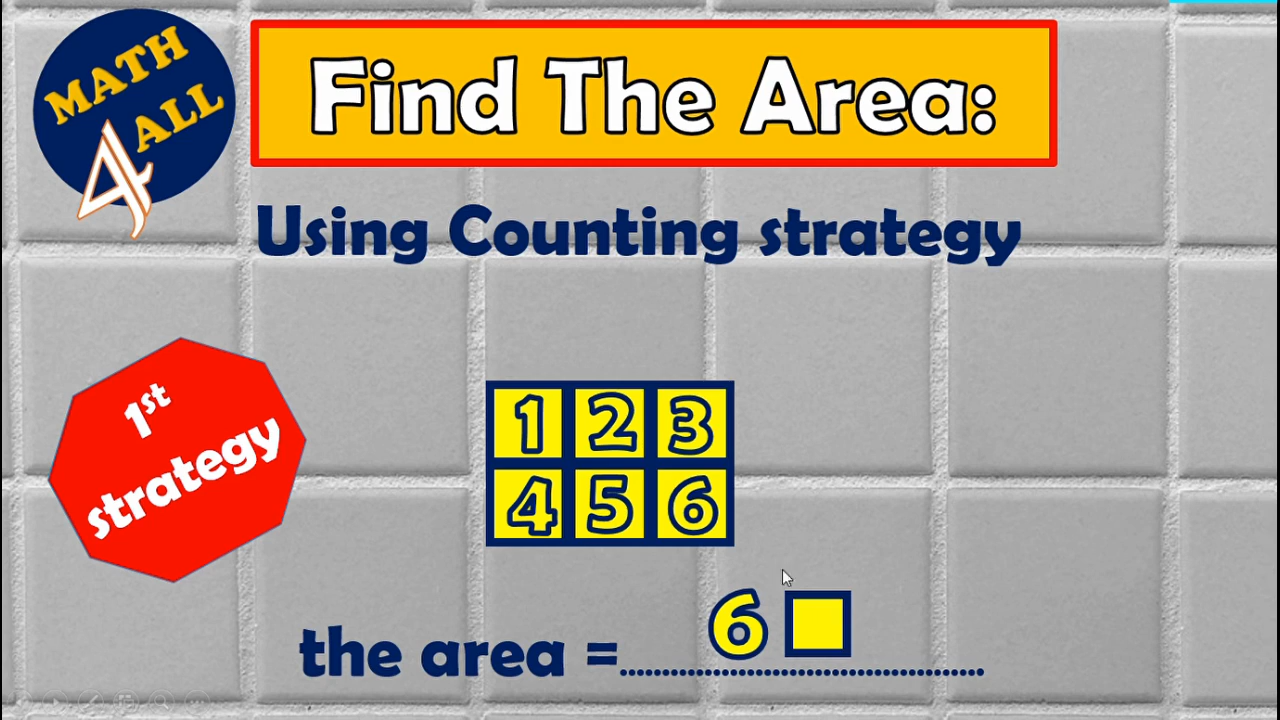 MATH
4 ALL
Find The Area:
Using Counting strategy
1st
strategy
1 2 3
4 5 6
6
the area =....................................................